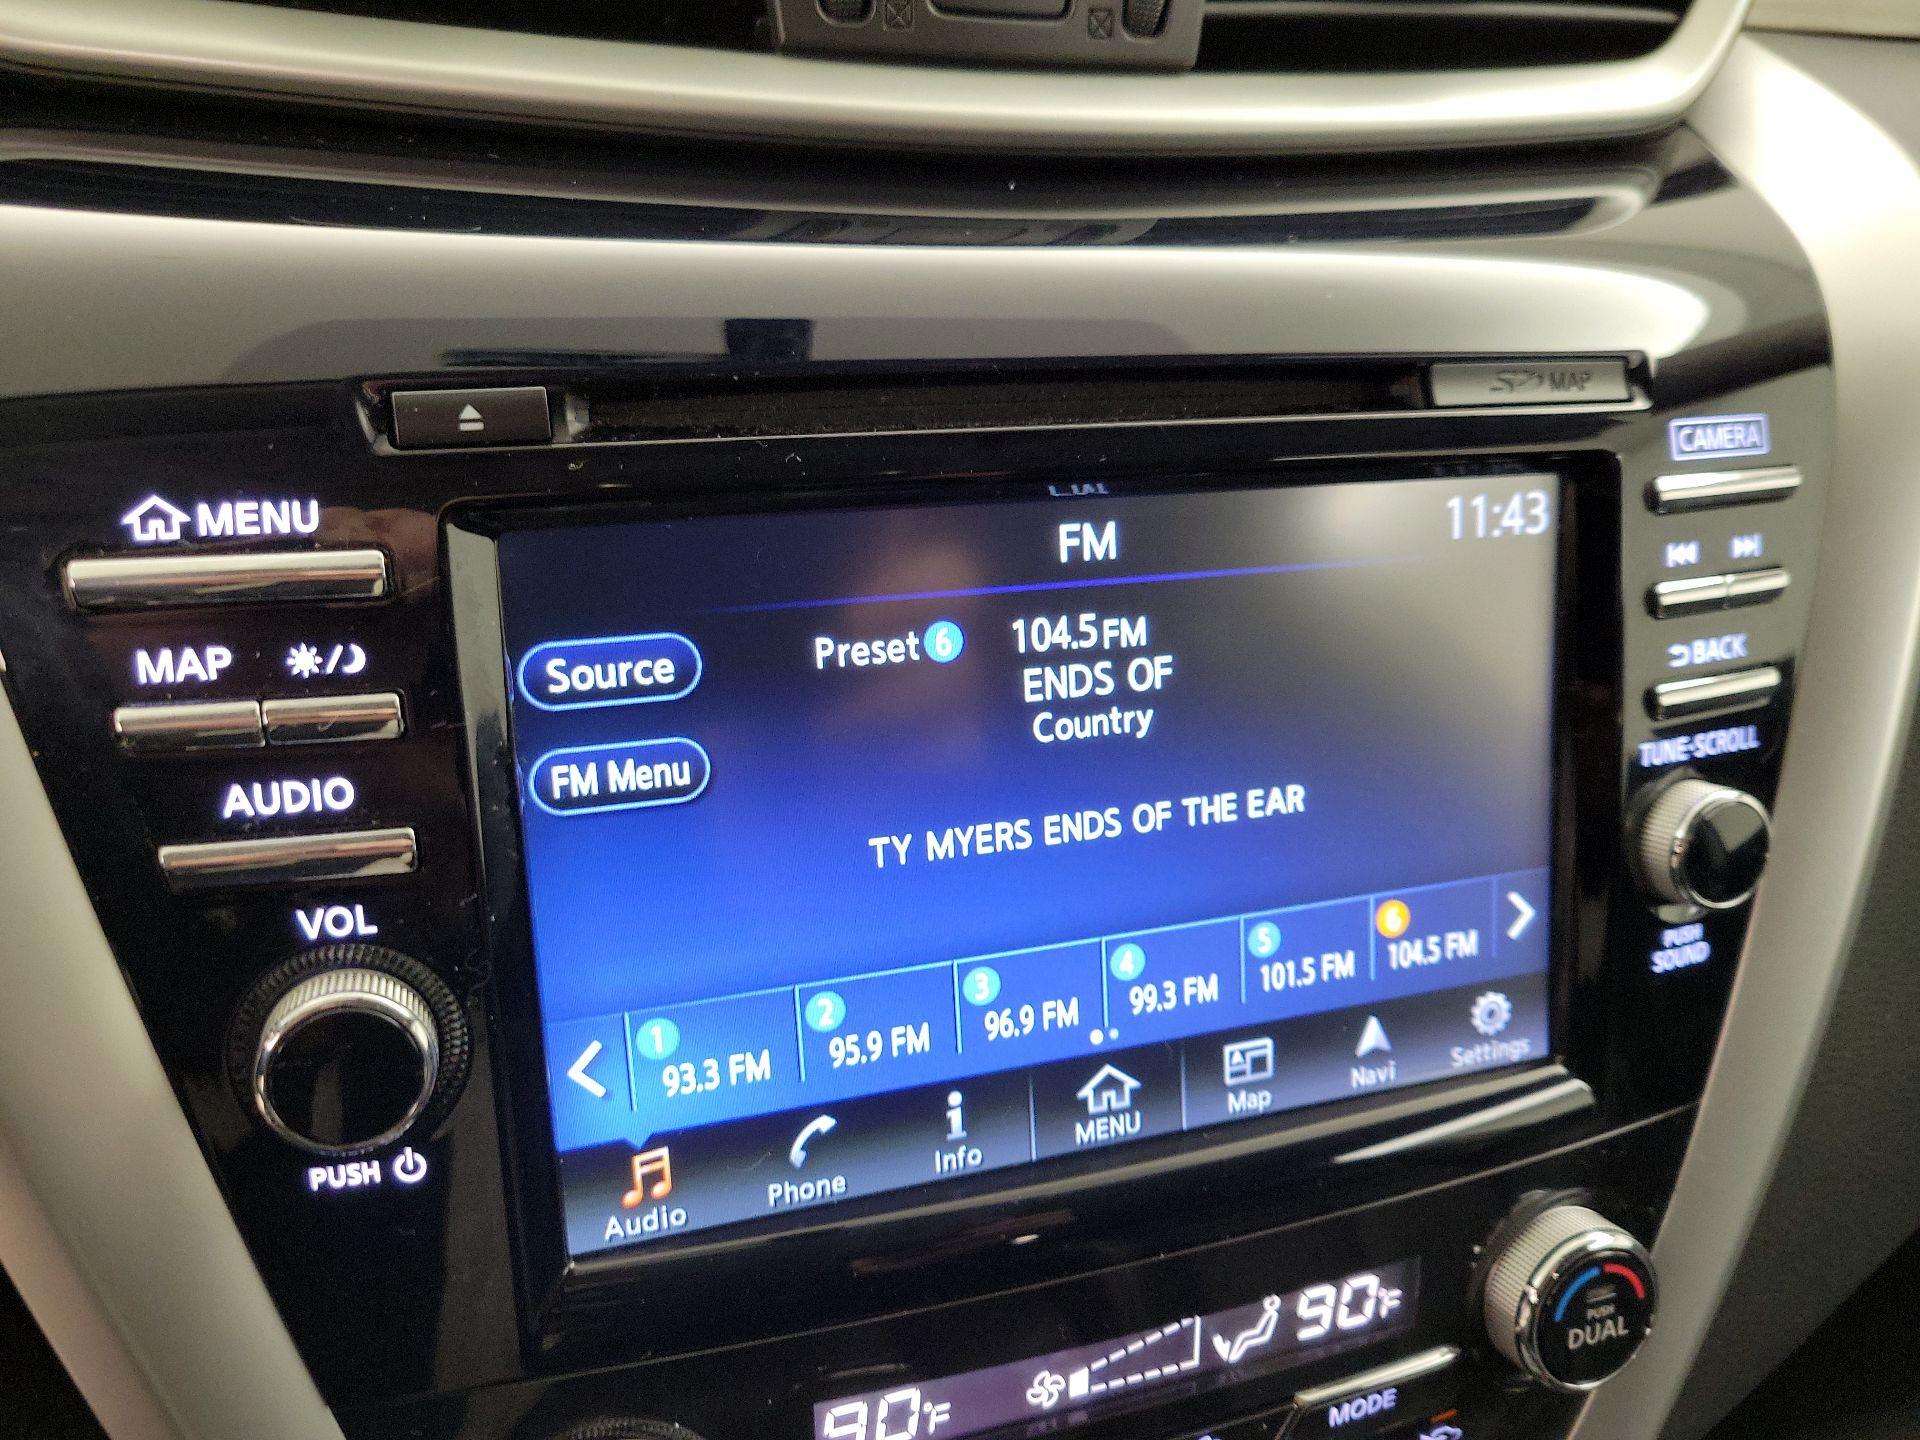 MAP
CAMERA
MENU
FM
11:43
MAP
Source
Preset 6
104.5 FM
ENDS OF
Country
BACK
TUNE·SCROLL
AUDIO
FM Menu
TY MYERS ENDS OF THE EAR
VOL
PUSH
SOUND
1 93.3 FM
2 95.9 FM
3 96.9 FM
4 99.3 FM
5 101.5 FM
6 104.5 FM
PUSH
Audio
Phone
Info
MENU
Map
Navi
Settings
90°F
90°F
PUSH
DUAL
MODE